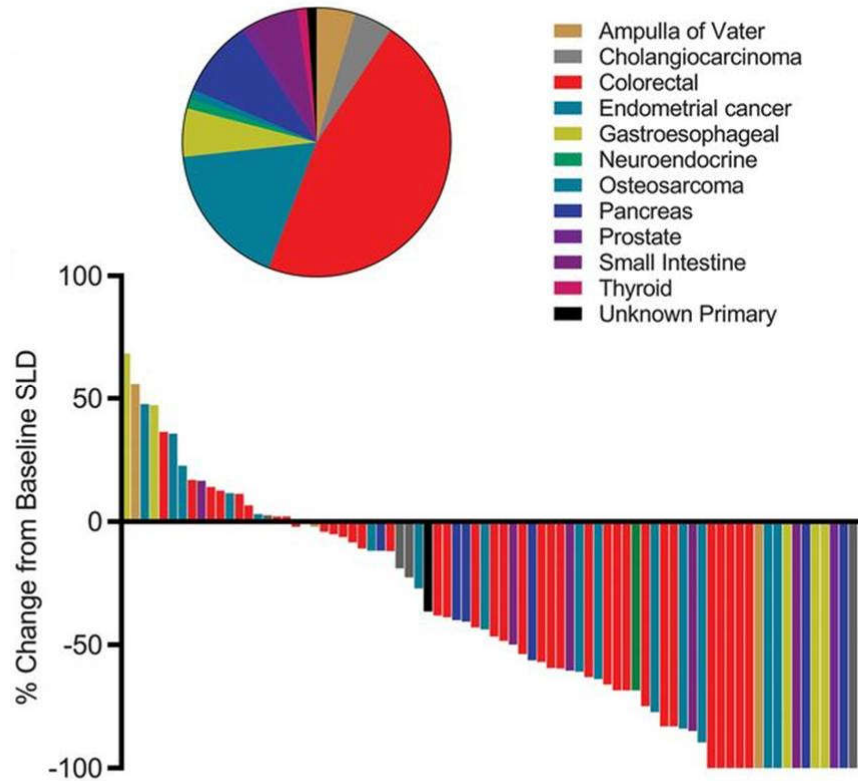 Ampulla of Vater
Cholangiocarcinoma
Colorectal
Endometrial cancer
Gastroesophageal
Neuroendocrine
Osteosarcoma
Pancreas
Prostate
Small Intestine
Thyroid
Unknown Primary
% Change from Baseline SLD
100
50
0
-50
-100